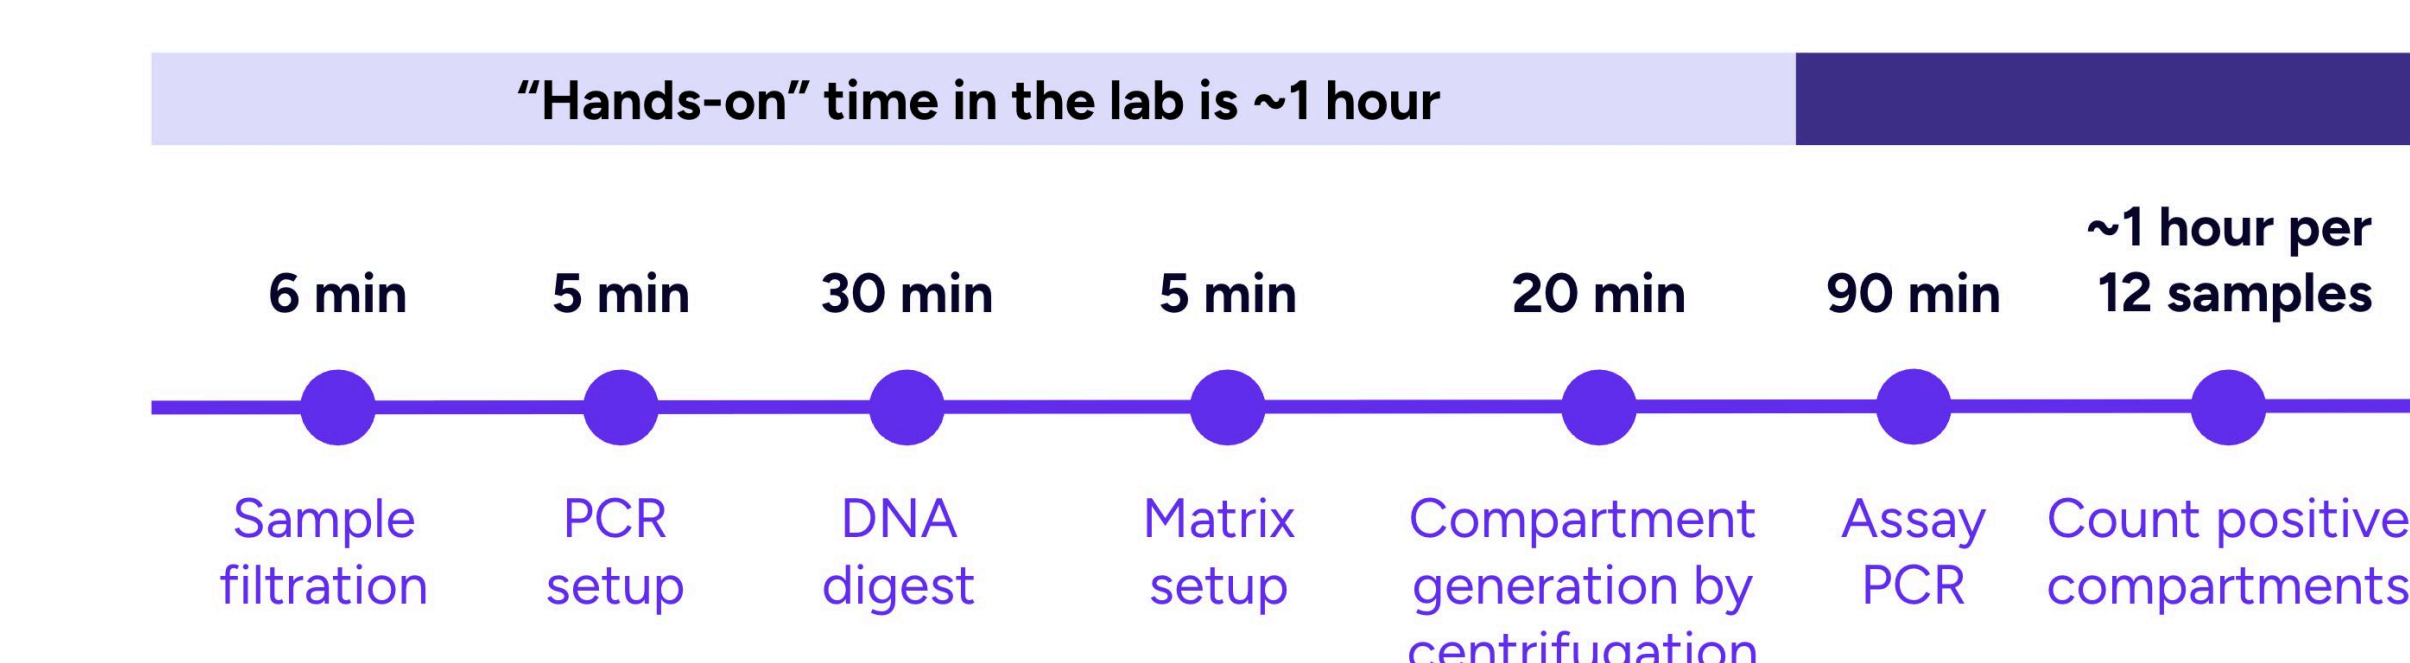 “Hands-on” time in the lab is ~1 hour
~1 hour per
6 min 5 min 30 min 5 min 20 min 90 min 12 samples
Sample PCR DNA Matrix Compartment Assay Count positive
filtration setup digest setup generation by PCR compartments
centrifugation